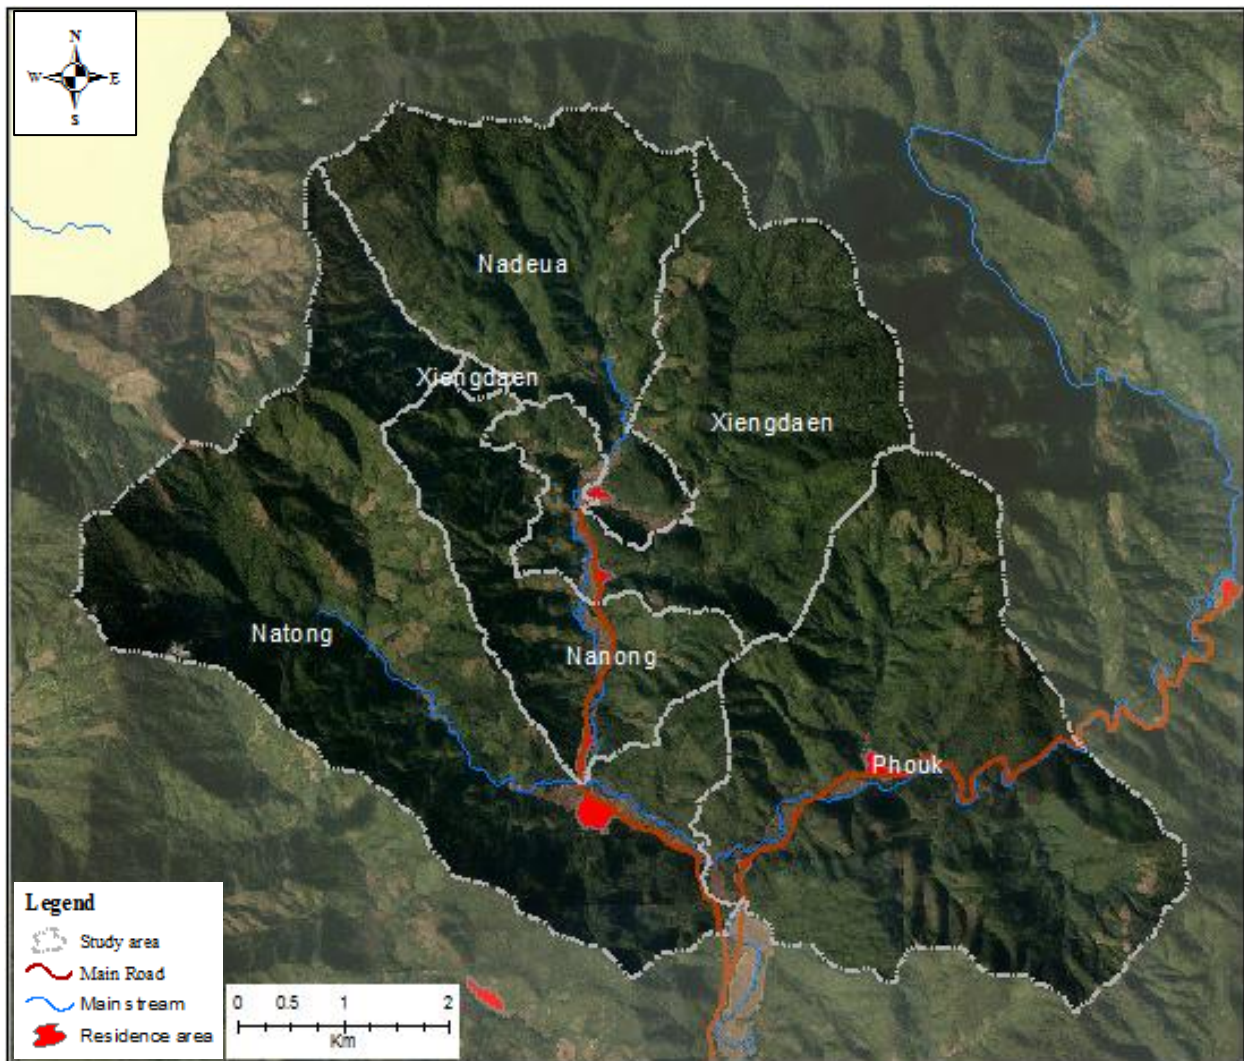 N
W E
S
Nadeua
Xiengdaen
Xiengdaen
Natong
Nanong
Phouk
Legend
Study area
Main Road
Main stream
Residence area
0 0.5 1 2
Km